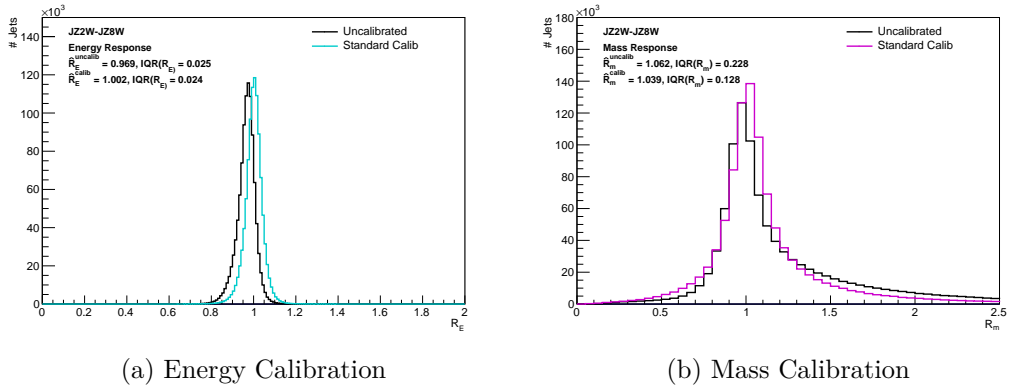 ×10³
# Jets
140
120
100
80
60
40
20
0
JZ2W-JZ8W
Energy Response
R̂_E^uncalib = 0.969, IQR(R_E) = 0.025
R̂_E^calib = 1.002, IQR(R_E) = 0.024
Uncalibrated
Standard Calib
0 0.2 0.4 0.6 0.8 1 1.2 1.4 1.6 1.8 2
R_E
(a) Energy Calibration
×10³
# Jets
180
160
140
120
100
80
60
40
20
0
JZ2W-JZ8W
Mass Response
R̂_m^uncalib = 1.062, IQR(R_m) = 0.228
R̂_m^calib = 1.039, IQR(R_m) = 0.128
Uncalibrated
Standard Calib
0 0.5 1 1.5 2 2.5
R_m
(b) Mass Calibration